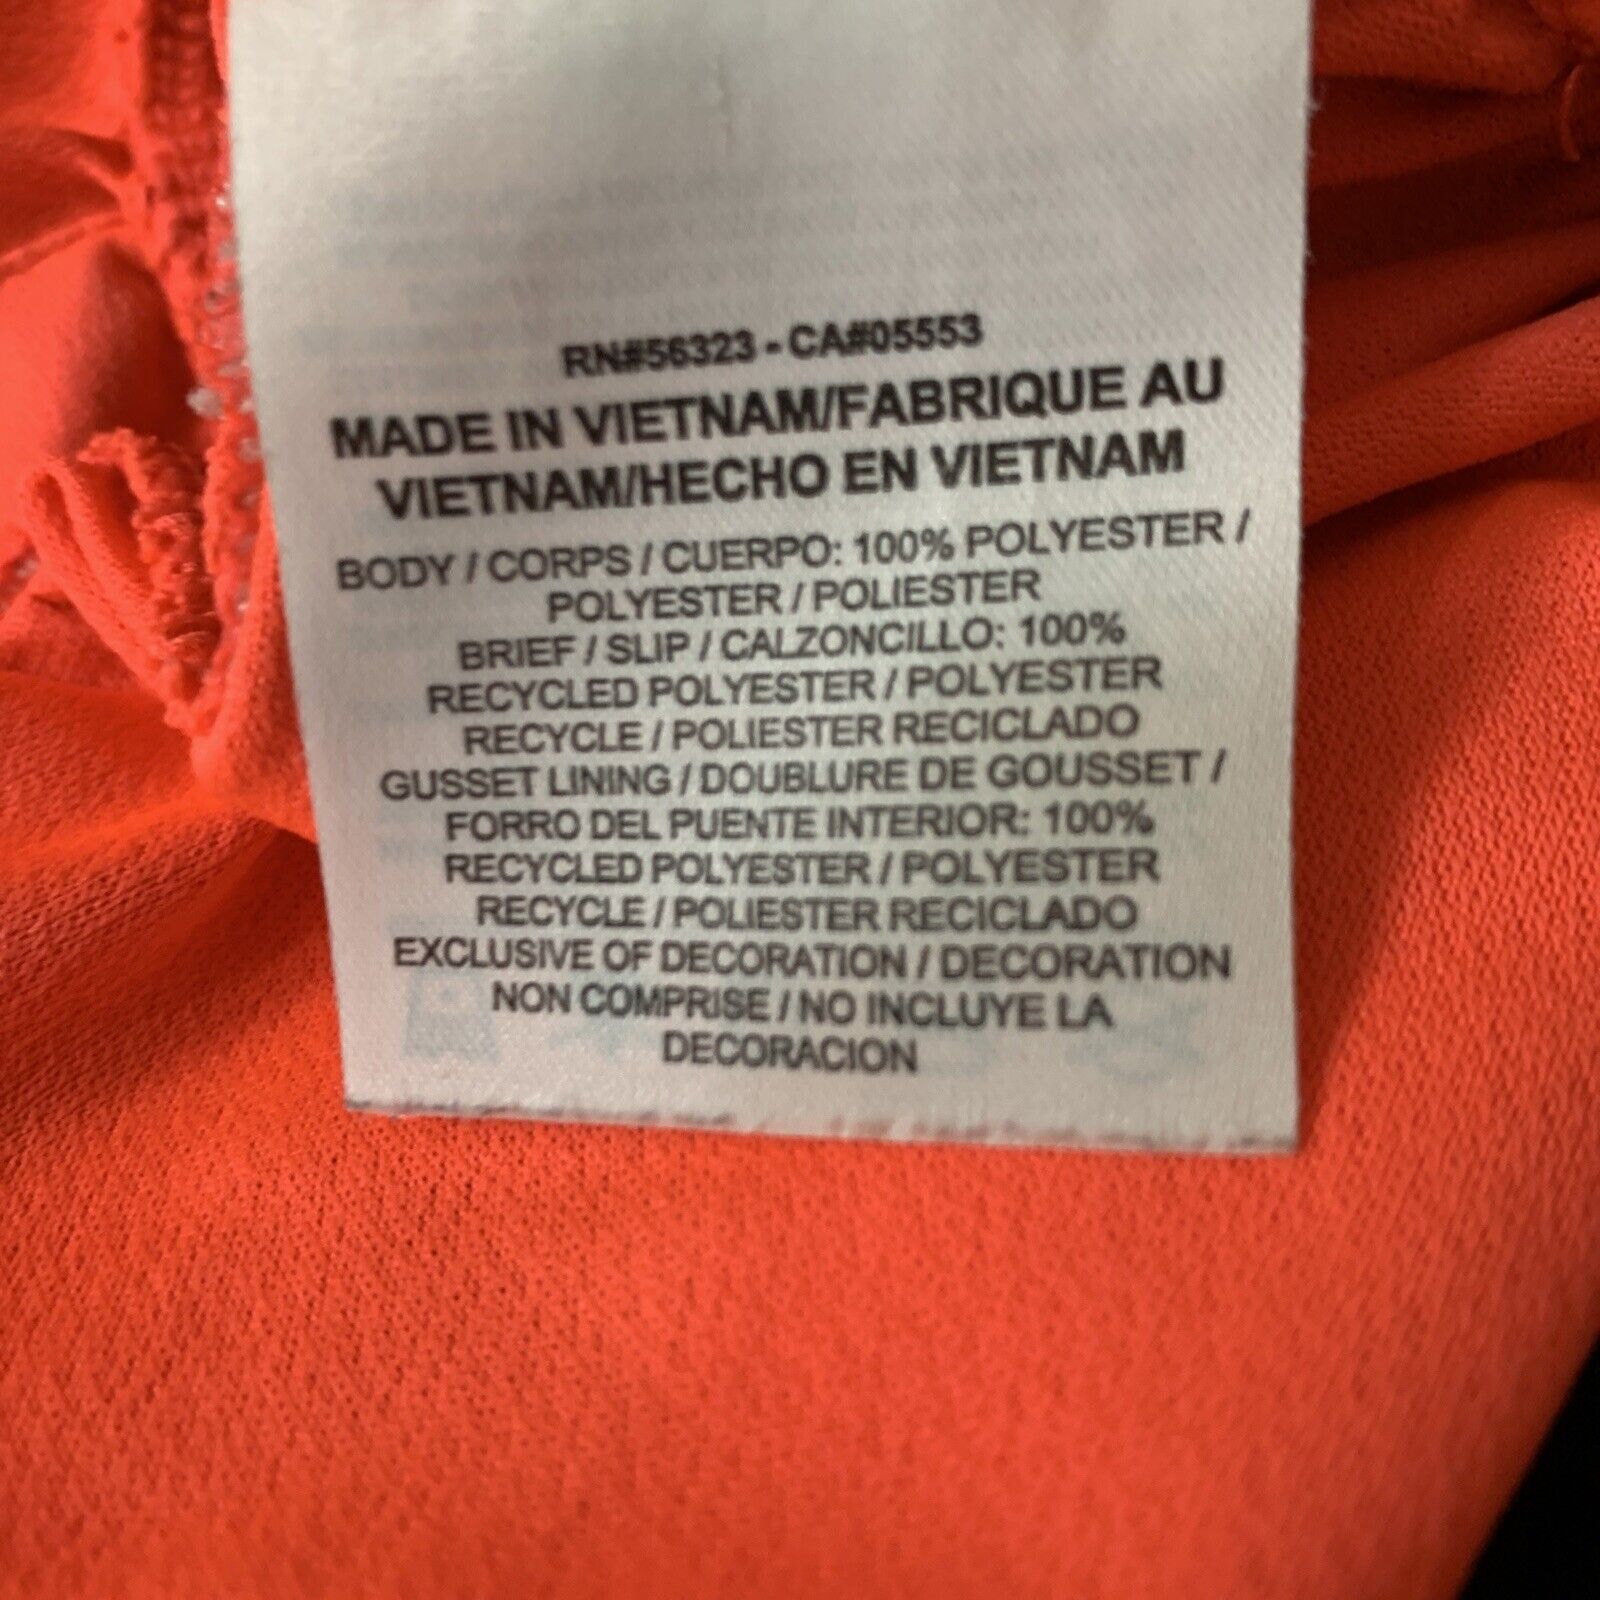 RN#56323 - CA#05553
MADE IN VIETNAM/FABRIQUE AU
VIETNAM/HECHO EN VIETNAM
BODY / CORPS / CUERPO: 100% POLYESTER /
POLYESTER / POLIESTER
BRIEF / SLIP / CALZONCILLO: 100%
RECYCLED POLYESTER / POLYESTER
RECYCLE / POLIESTER RECICLADO
GUSSET LINING / DOUBLURE DE GOUSSET /
FORRO DEL PUENTE INTERIOR: 100%
RECYCLED POLYESTER / POLYESTER
RECYCLE / POLIESTER RECICLADO
EXCLUSIVE OF DECORATION / DECORATION
NON COMPRISE / NO INCLUYE LA
DECORACION